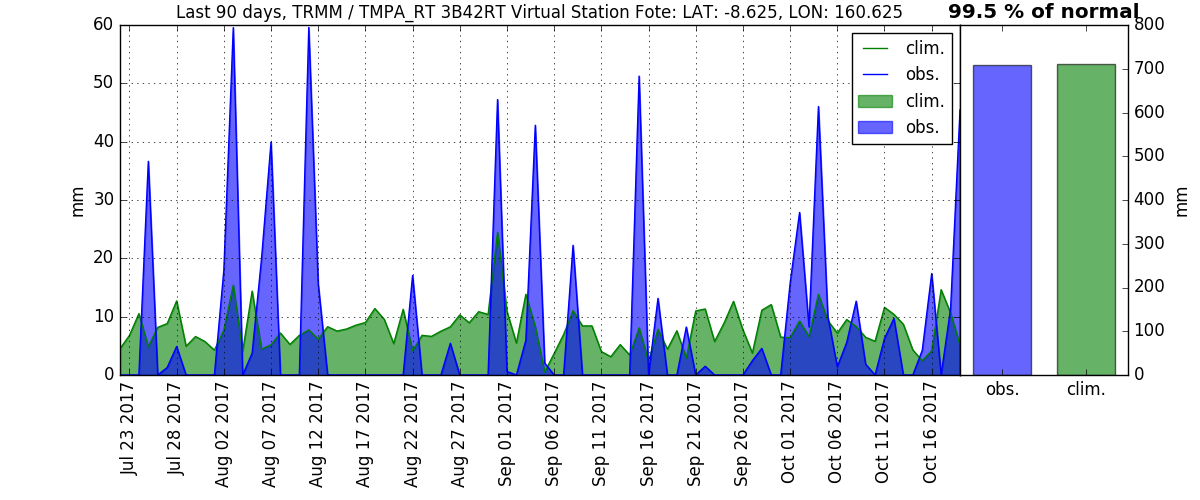 Last 90 days, TRMM / TMPA_RT 3B42RT Virtual Station Fote: LAT: -8.625, LON: 160.625
99.5 % of normal
60
50
40
30
20
10
0
mm
clim.
obs.
clim.
obs.
800
700
600
500
400
300
200
100
0
mm
obs.
clim.
Jul 23 2017
Jul 28 2017
Aug 02 2017
Aug 07 2017
Aug 12 2017
Aug 17 2017
Aug 22 2017
Aug 27 2017
Sep 01 2017
Sep 06 2017
Sep 11 2017
Sep 16 2017
Sep 21 2017
Sep 26 2017
Oct 01 2017
Oct 06 2017
Oct 11 2017
Oct 16 2017